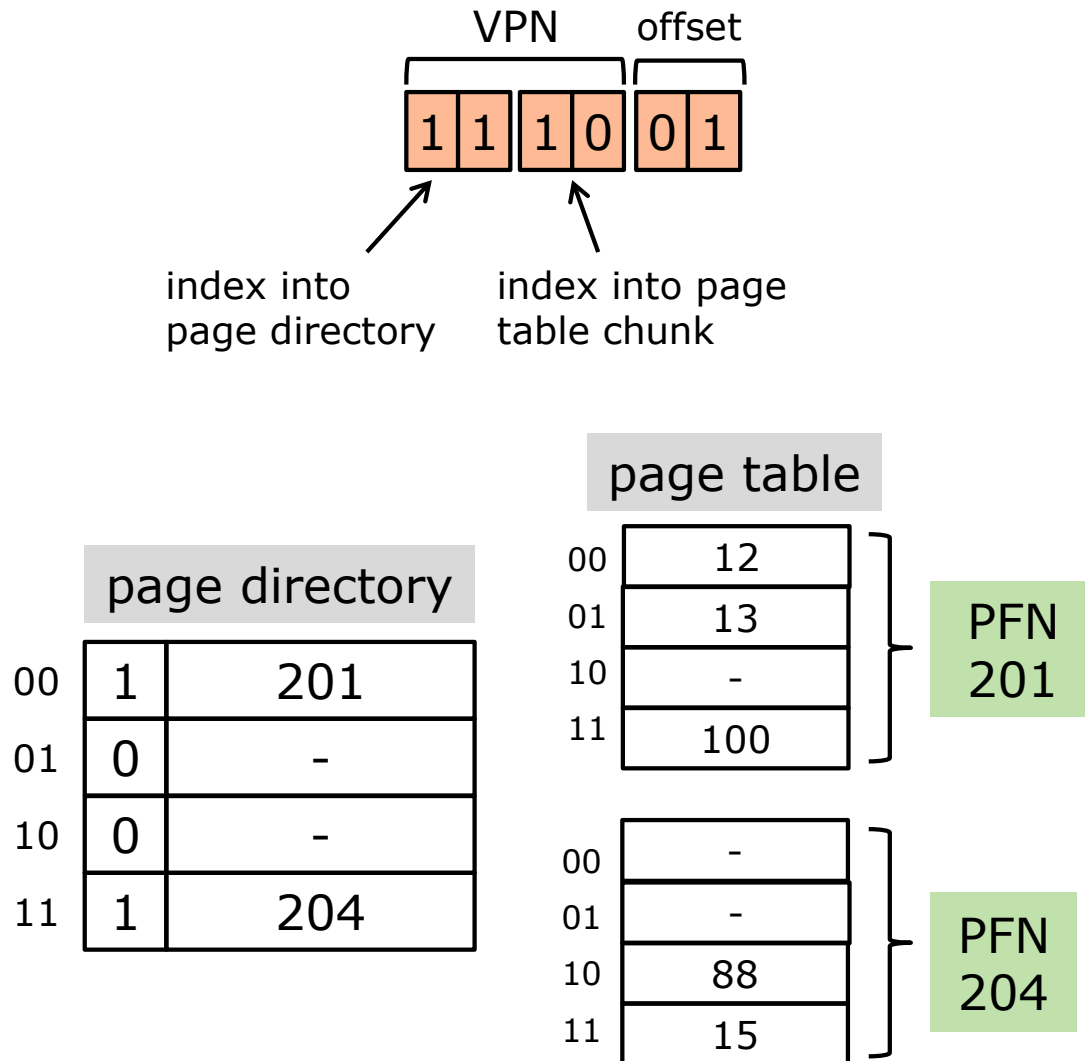 VPN offset
1 1 1 0 0 1
index into
page directory
index into page
table chunk
page directory
00 1 201
01 0 -
10 0 -
11 1 204
page table
00 12
01 13
10 -
11 100
PFN
201
00 -
01 -
10 88
11 15
PFN
204